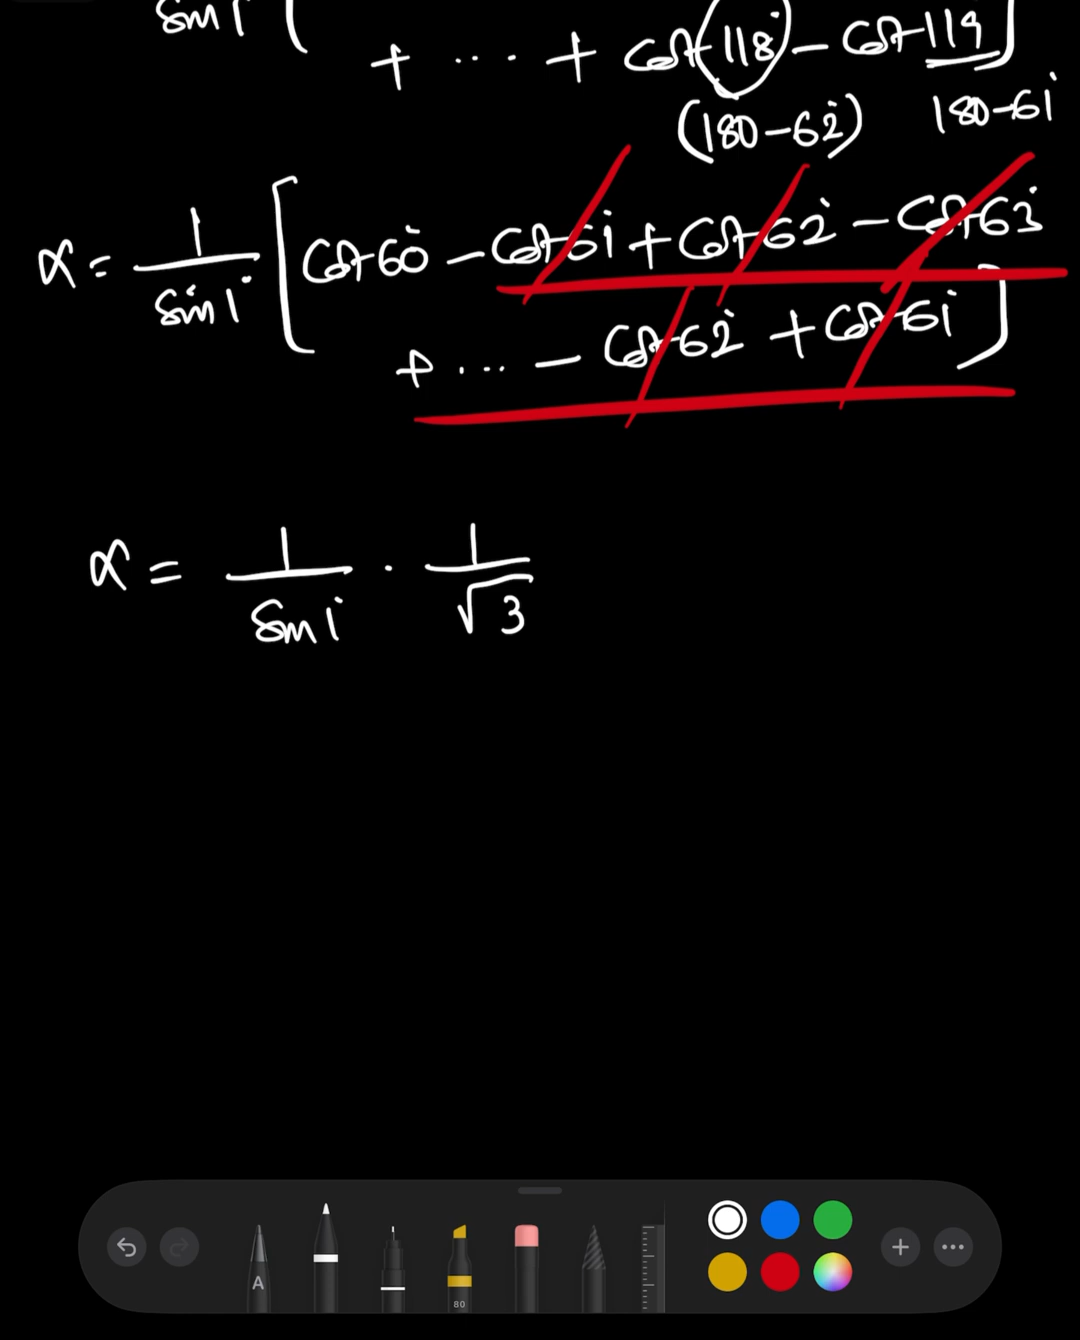 sin 1° (
+ ... + cot 118° - cot 119°]
(180-62°) 180-61°
α = 1/sin 1° [cot 60° - cot 61° + cot 62° - cot 63°
+ ... - cot 62° + cot 61°]
α = 1/sin 1° · 1/√3
A
80